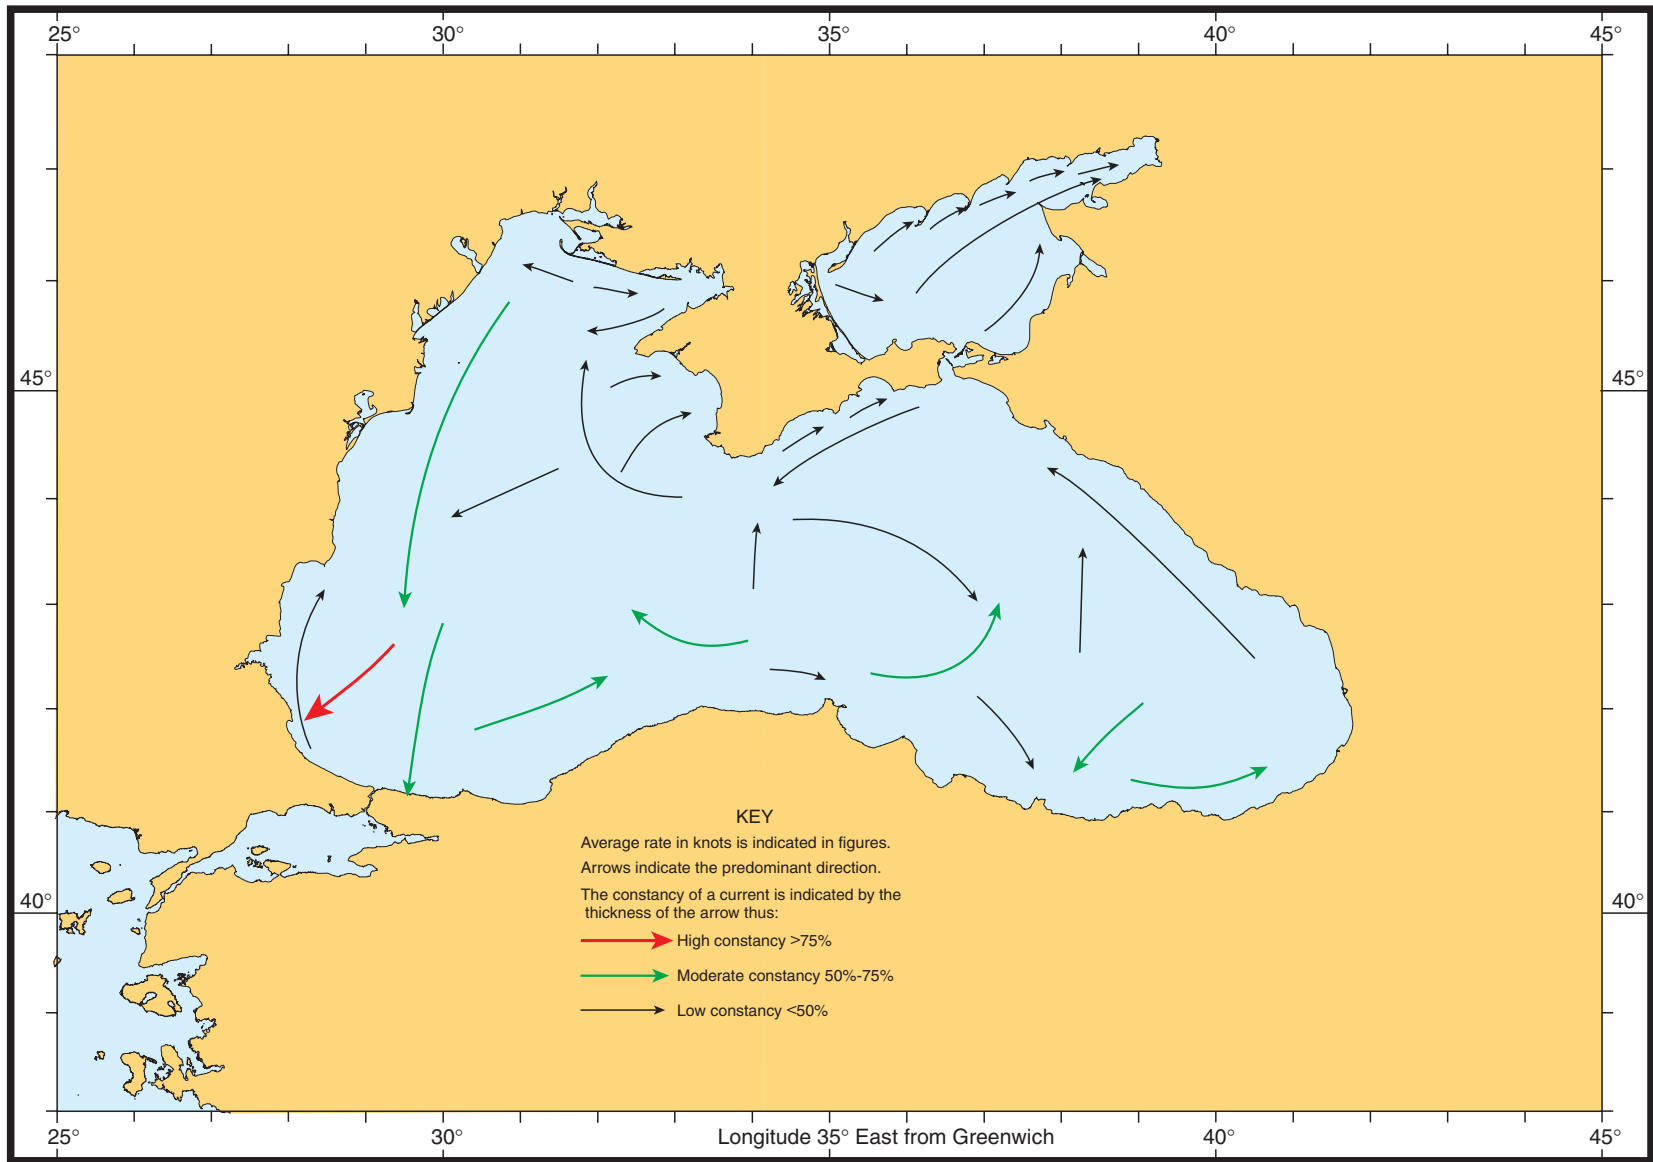 25° 30° 35° 40° 45°
45° 45°
KEY
Average rate in knots is indicated in figures.
Arrows indicate the predominant direction.
The constancy of a current is indicated by the
thickness of the arrow thus:
40° 40°
High constancy >75%
Moderate constancy 50%-75%
Low constancy <50%
25° 30° Longitude 35° East from Greenwich 40° 45°